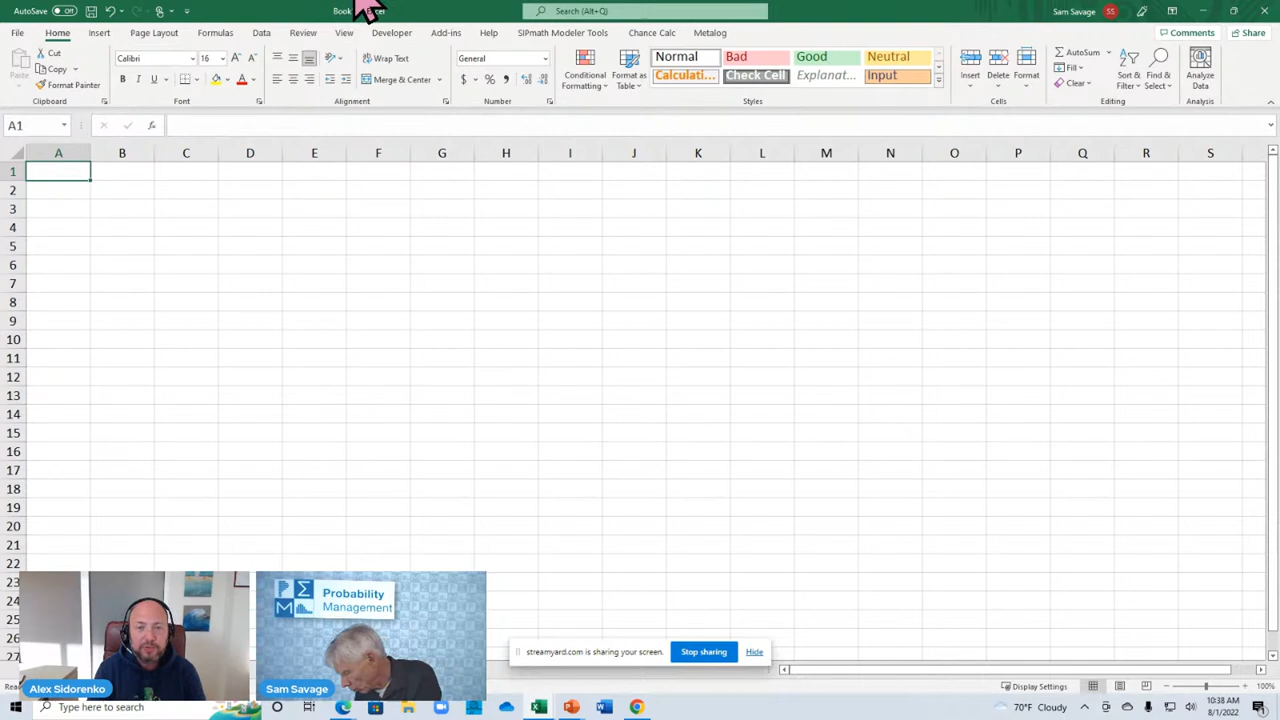 AutoSave Off
Book Excel
Search (Alt+Q)
Sam Savage SS
File Home Insert Page Layout Formulas Data Review View Developer Add-ins Help SIPmath Modeler Tools Chance Calc Metalog Comments Share
Paste
Cut
Copy
Format Painter
Clipboard
Calibri 16
B I U
Font
Wrap Text
Merge & Center
Alignment
General
$ % ,
Number
Conditional Formatting
Format as Table
Normal Bad Good Neutral
Calculati... Check Cell Explanat... Input
Styles
Insert Delete Format
Cells
AutoSum
Fill
Clear
Sort & Filter
Find & Select
Editing
Analyze Data
Analysis
A1
fx
A B C D E F G H I J K L M N O P Q R S
1
2
3
4
5
6
7
8
9
10
11
12
13
14
15
16
17
18
19
20
21
22
23
24
25
26
27
Probability
Management
Alex Sidorenko
Sam Savage
streamyard.com is sharing your screen. Stop sharing Hide
Display Settings
100%
Type here to search
70°F Cloudy
10:38 AM
8/1/2022